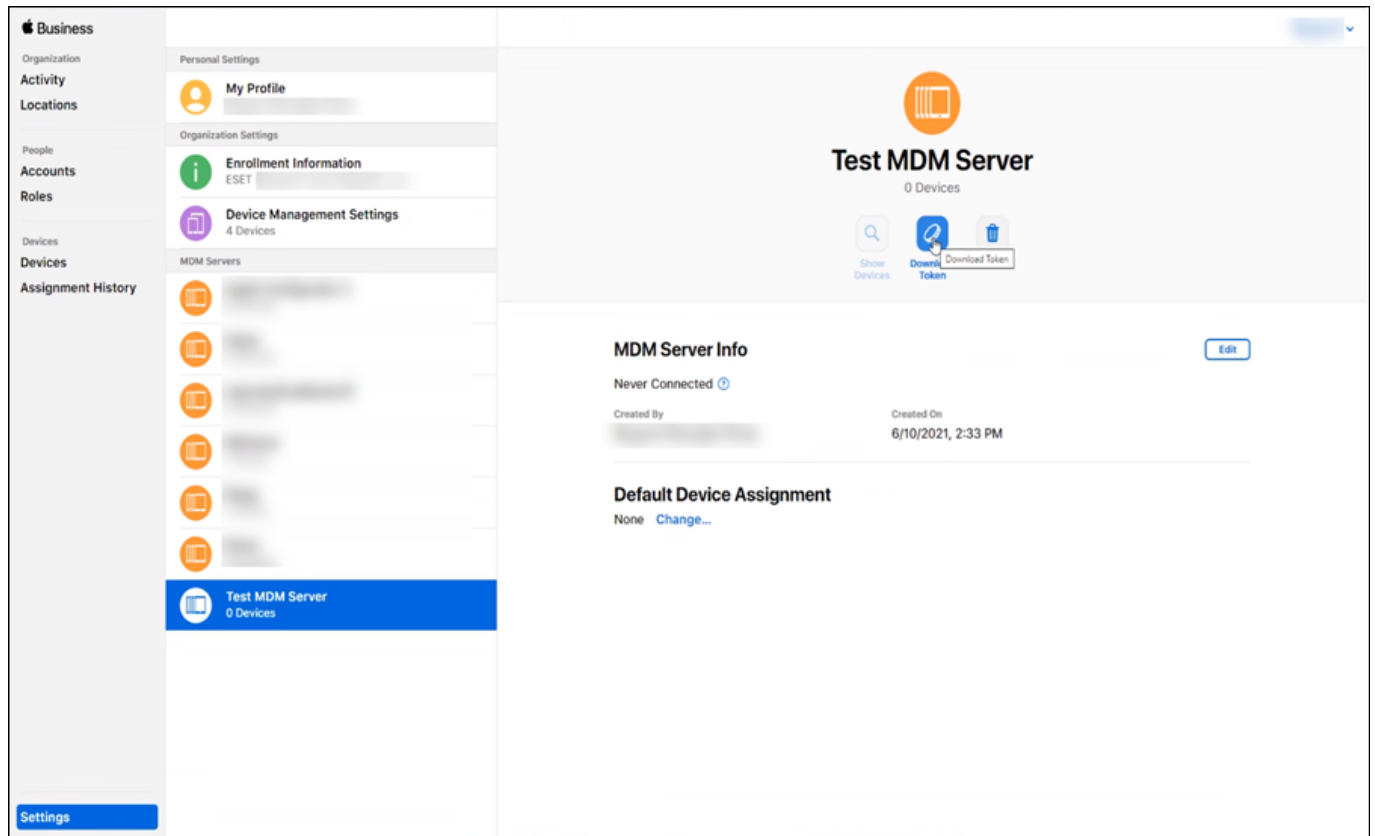 Business
Organization
Activity
Locations
People
Accounts
Roles
Devices
Devices
Assignment History
Settings
Personal Settings
My Profile
Organization Settings
Enrollment Information
ESET
Device Management Settings
4 Devices
MDM Servers
Test MDM Server
0 Devices
Test MDM Server
0 Devices
Show
Devices
Downl
Token
Download Token
MDM Server Info
Edit
Never Connected
Created By
Created On
6/10/2021, 2:33 PM
Default Device Assignment
None Change...